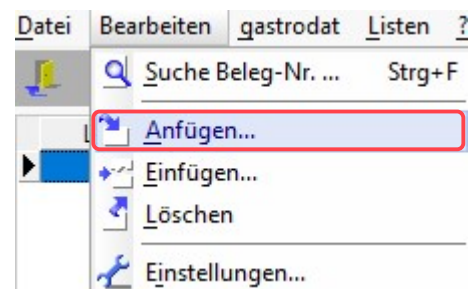 Datei Bearbeiten gastrodat Listen ?
Suche Beleg-Nr. ... Strg+F
Anfügen...
Einfügen...
Löschen
Einstellungen...